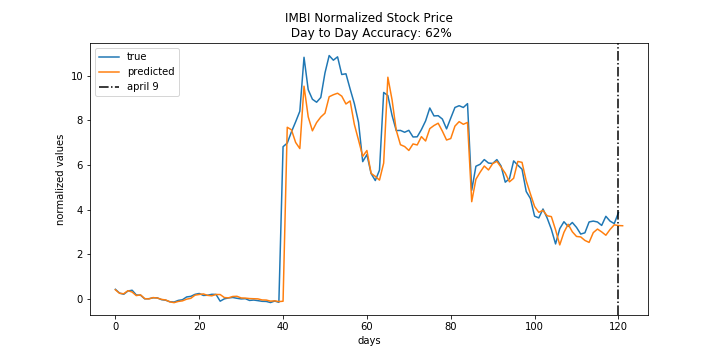 IMBI Normalized Stock Price
Day to Day Accuracy: 62%
true
predicted
april 9
normalized values
10
8
6
4
2
0
0 20 40 60 80 100 120
days